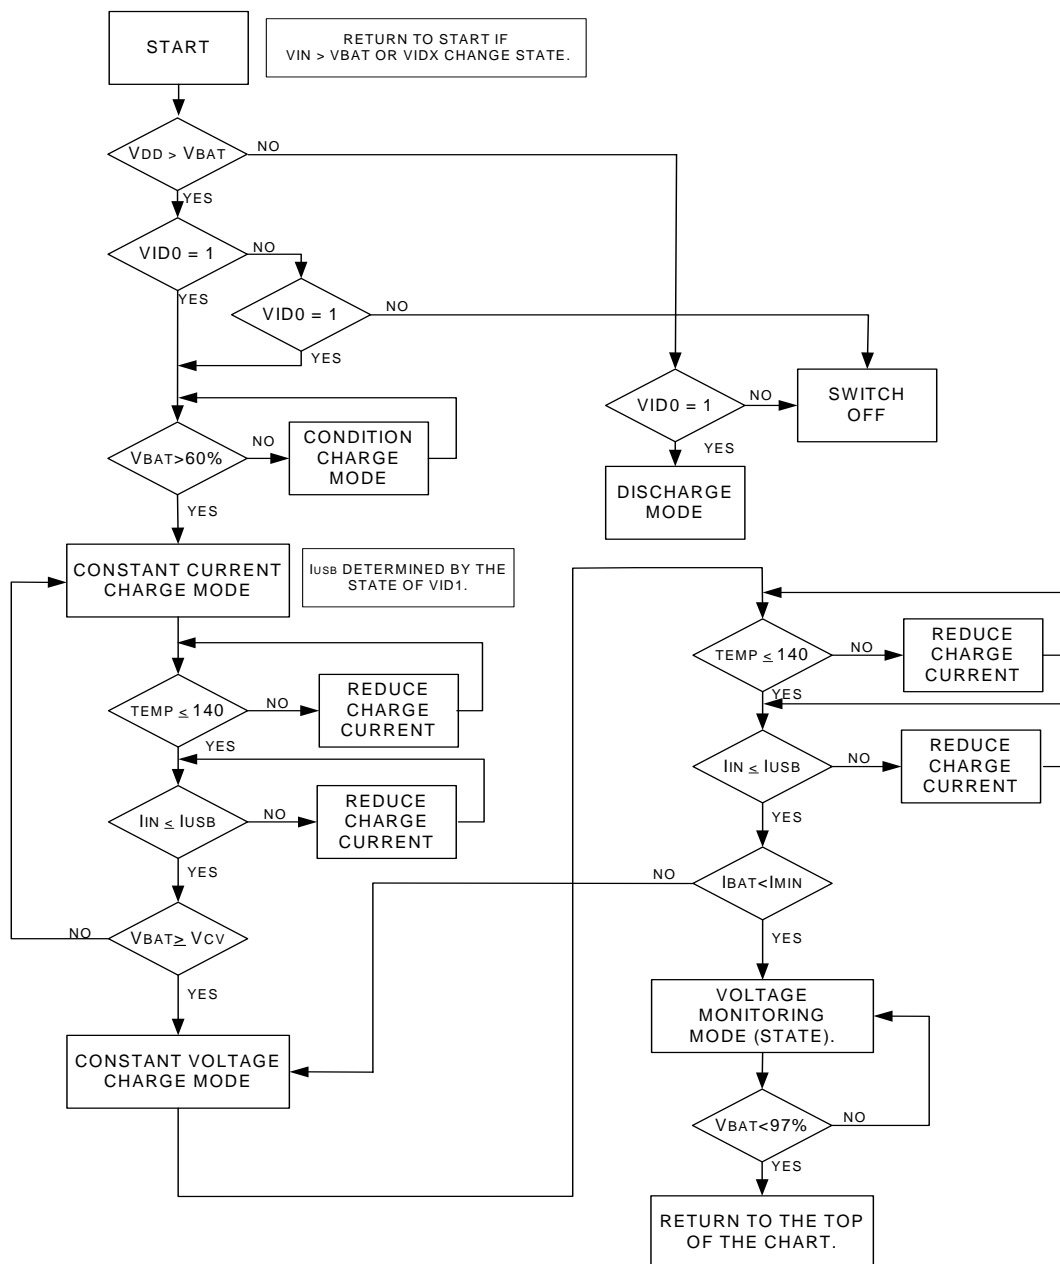 START
RETURN TO START IF
VIN > VBAT OR VIDX CHANGE STATE.
VDD > VBAT
NO
YES
VID0 = 1
NO
YES
VID0 = 1
NO
YES
VID0 = 1
NO
YES
SWITCH
OFF
DISCHARGE
MODE
VBAT>60%
NO
YES
CONDITION
CHARGE
MODE
CONSTANT CURRENT
CHARGE MODE
IUSB DETERMINED BY THE
STATE OF VID1.
TEMP ≤ 140
NO
YES
REDUCE
CHARGE
CURRENT
IIN ≤ IUSB
NO
YES
REDUCE
CHARGE
CURRENT
VBAT≥ VCV
NO
YES
CONSTANT VOLTAGE
CHARGE MODE
TEMP ≤ 140
NO
YES
REDUCE
CHARGE
CURRENT
IIN ≤ IUSB
NO
YES
REDUCE
CHARGE
CURRENT
IBAT<IMIN
NO
YES
VOLTAGE
MONITORING
MODE (STATE).
VBAT<97%
NO
YES
RETURN TO THE TOP
OF THE CHART.